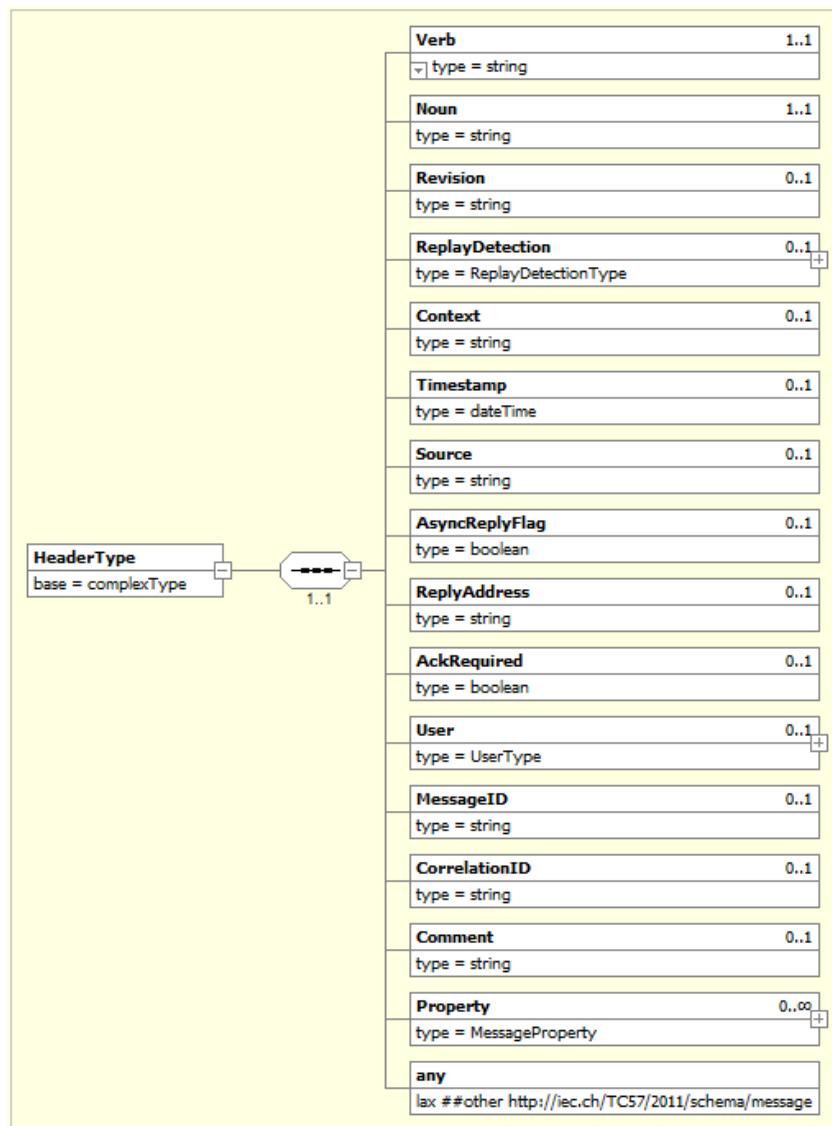 Verb 1..1
type = string
Noun 1..1
type = string
Revision 0..1
type = string
ReplayDetection 0..1
type = ReplayDetectionType
Context 0..1
type = string
Timestamp 0..1
type = dateTime
Source 0..1
type = string
AsyncReplyFlag 0..1
type = boolean
HeaderType
base = complexType
1..1
ReplyAddress 0..1
type = string
AckRequired 0..1
type = boolean
User 0..1
type = UserType
MessageID 0..1
type = string
CorrelationID 0..1
type = string
Comment 0..1
type = string
Property 0..∞
type = MessageProperty
any
lax ##other http://iec.ch/TC57/2011/schema/message